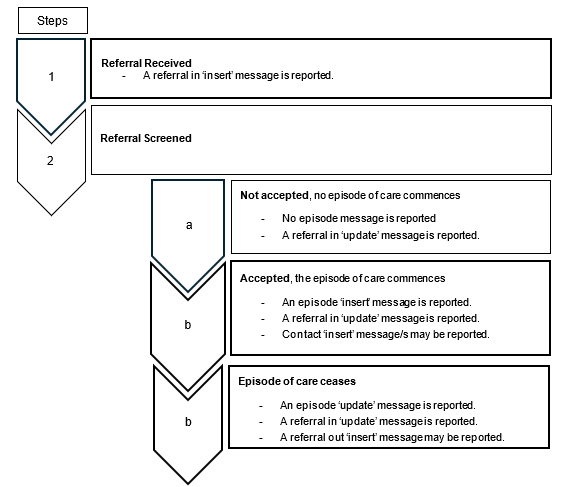 Steps
1
Referral Received
- A referral in ‘insert’ message is reported.
2
Referral Screened
a
Not accepted, no episode of care commences
- No episode message is reported
- A referral in ‘update’ message is reported.
b
Accepted, the episode of care commences
- An episode ‘insert’ message is reported.
- A referral in ‘update’ message is reported.
- Contact ‘insert’ message/s may be reported.
b
Episode of care ceases
- An episode ‘update’ message is reported.
- A referral in ‘update’ message is reported.
- A referral out ‘insert’ message may be reported.